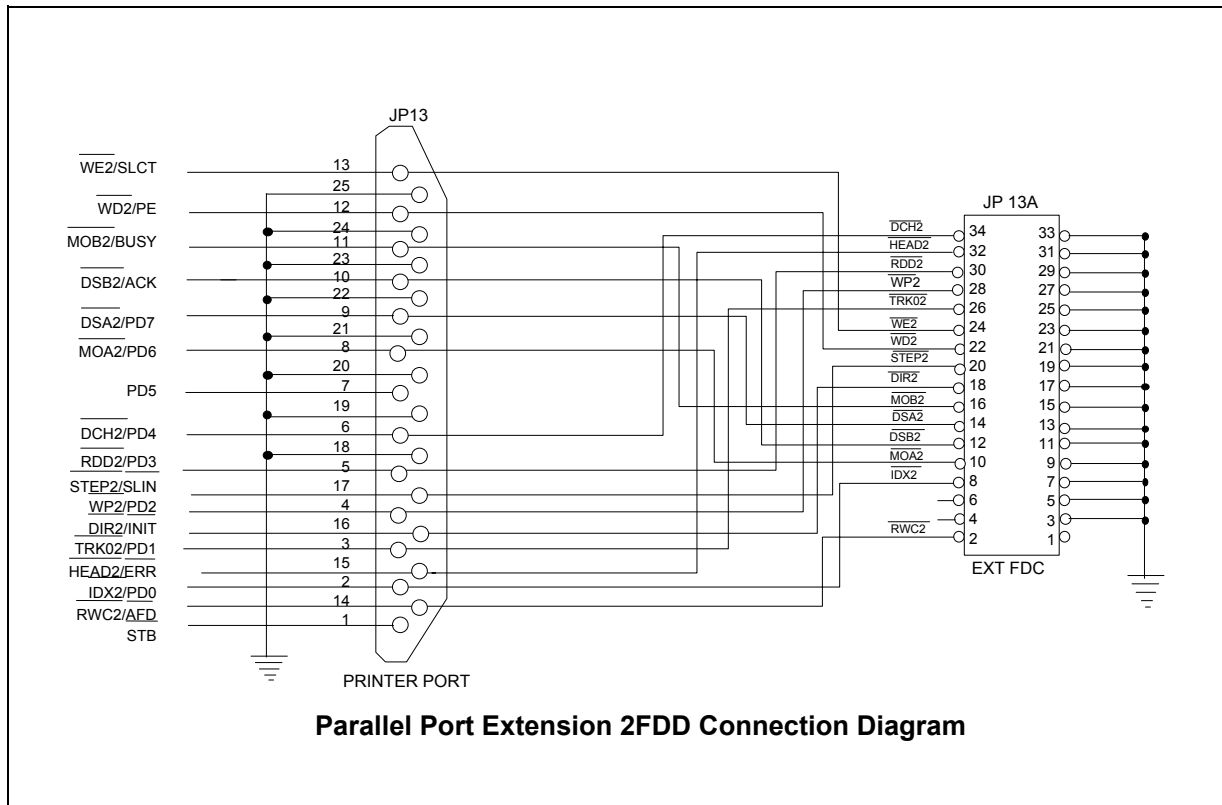 JP13
WE2/SLCT
WD2/PE
MOB2/BUSY
DSB2/ACK
DSA2/PD7
MOA2/PD6
PD5
DCH2/PD4
RDD2/PD3
STEP2/SLIN
WP2/PD2
DIR2/INIT
TRK02/PD1
HEAD2/ERR
IDX2/PD0
RWC2/AFD
STB
13
25
12
24
11
23
10
22
9
21
8
20
7
19
6
18
5
17
4
16
3
15
2
14
1
PRINTER PORT
JP 13A
DCH2 34 33
HEAD2 32 31
RDD2 30 29
WP2 28 27
TRK02 26 25
WE2 24 23
WD2 22 21
STEP2 20 19
DIR2 18 17
MOB2 16 15
DSA2 14 13
DSB2 12 11
MOA2 10 9
IDX2 8 7
6 5
4 3
RWC2 2 1
EXT FDC
Parallel Port Extension 2FDD Connection Diagram